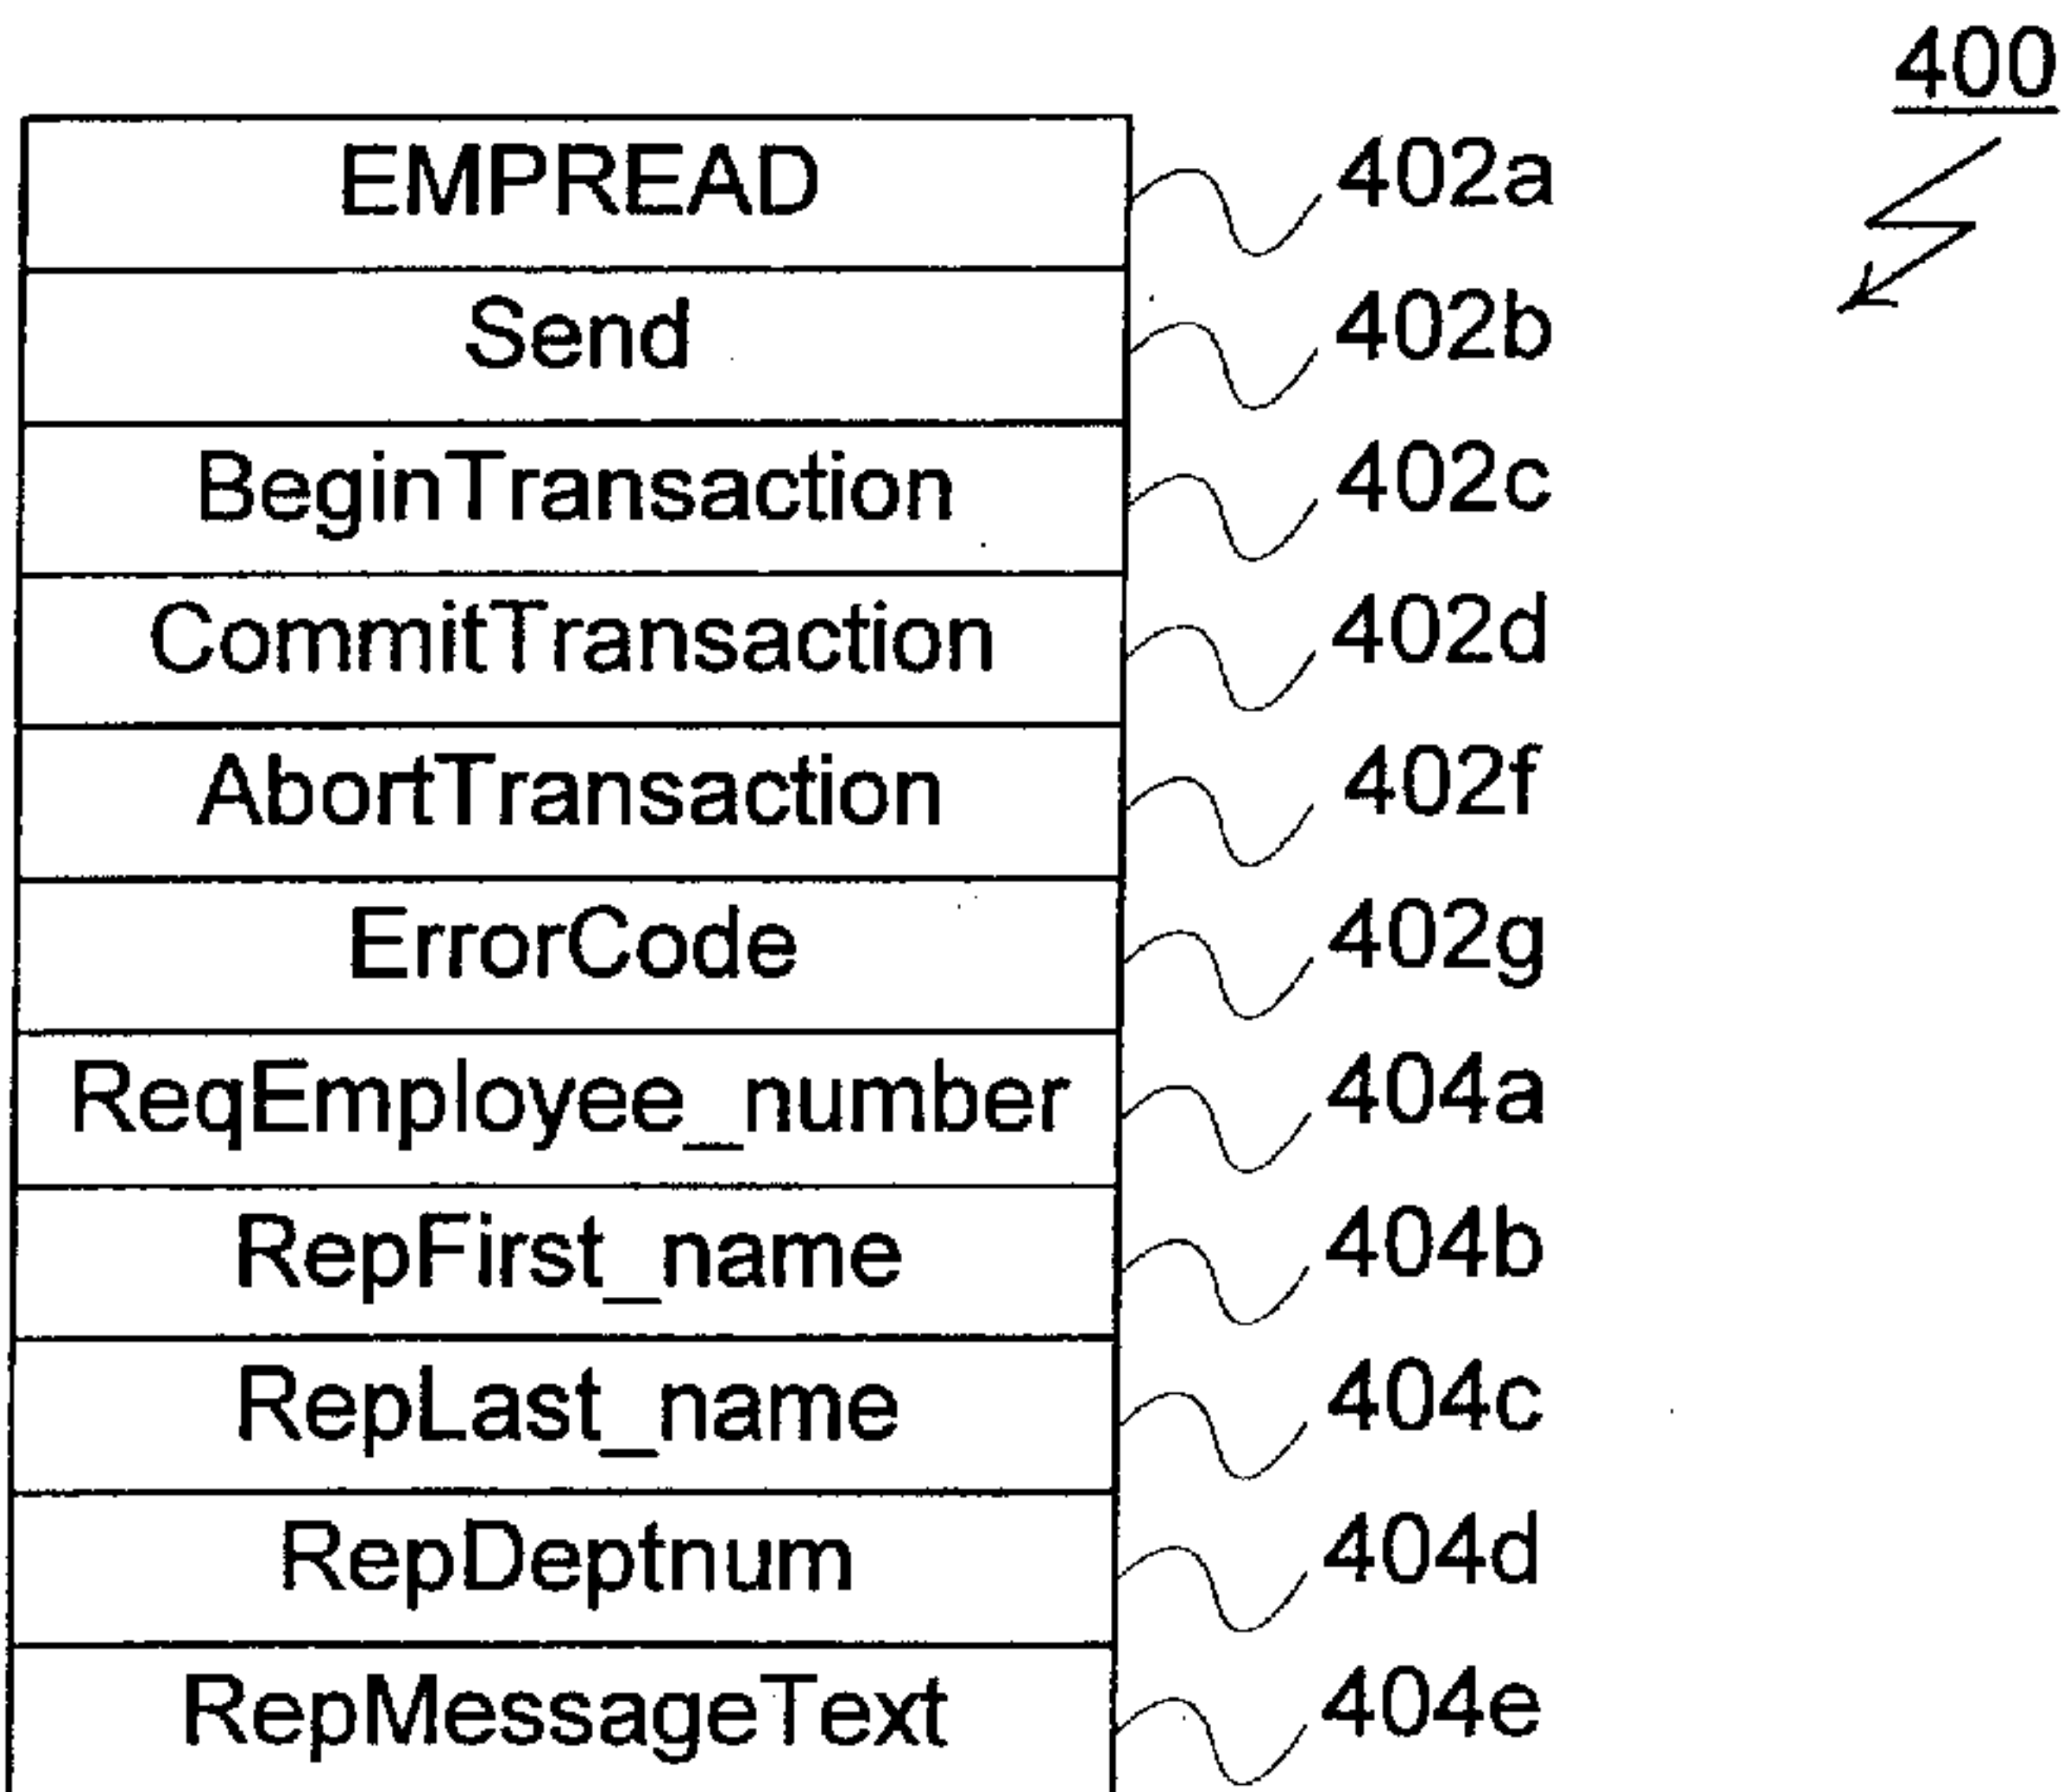 400
EMPREAD 402a
Send 402b
BeginTransaction 402c
CommitTransaction 402d
AbortTransaction 402f
ErrorCode 402g
ReqEmployee_number 404a
RepFirst_name 404b
RepLast_name 404c
RepDeptnum 404d
RepMessageText 404e